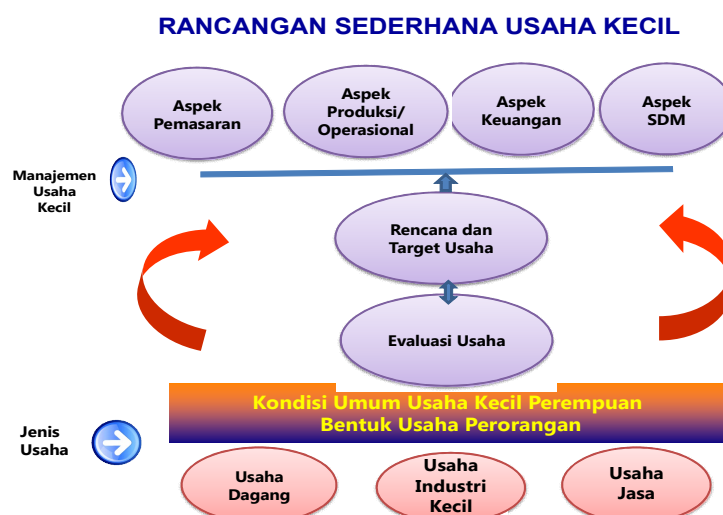 RANCANGAN SEDERHANA USAHA KECIL
Aspek
Pemasaran
Aspek
Produksi/
Operasional
Aspek
Keuangan
Aspek
SDM
Manajemen
Usaha
Kecil
Rencana dan
Target Usaha
Evaluasi Usaha
Kondisi Umum Usaha Kecil Perempuan
Bentuk Usaha Perorangan
Jenis
Usaha
Usaha
Dagang
Usaha
Industri
Kecil
Usaha
Jasa